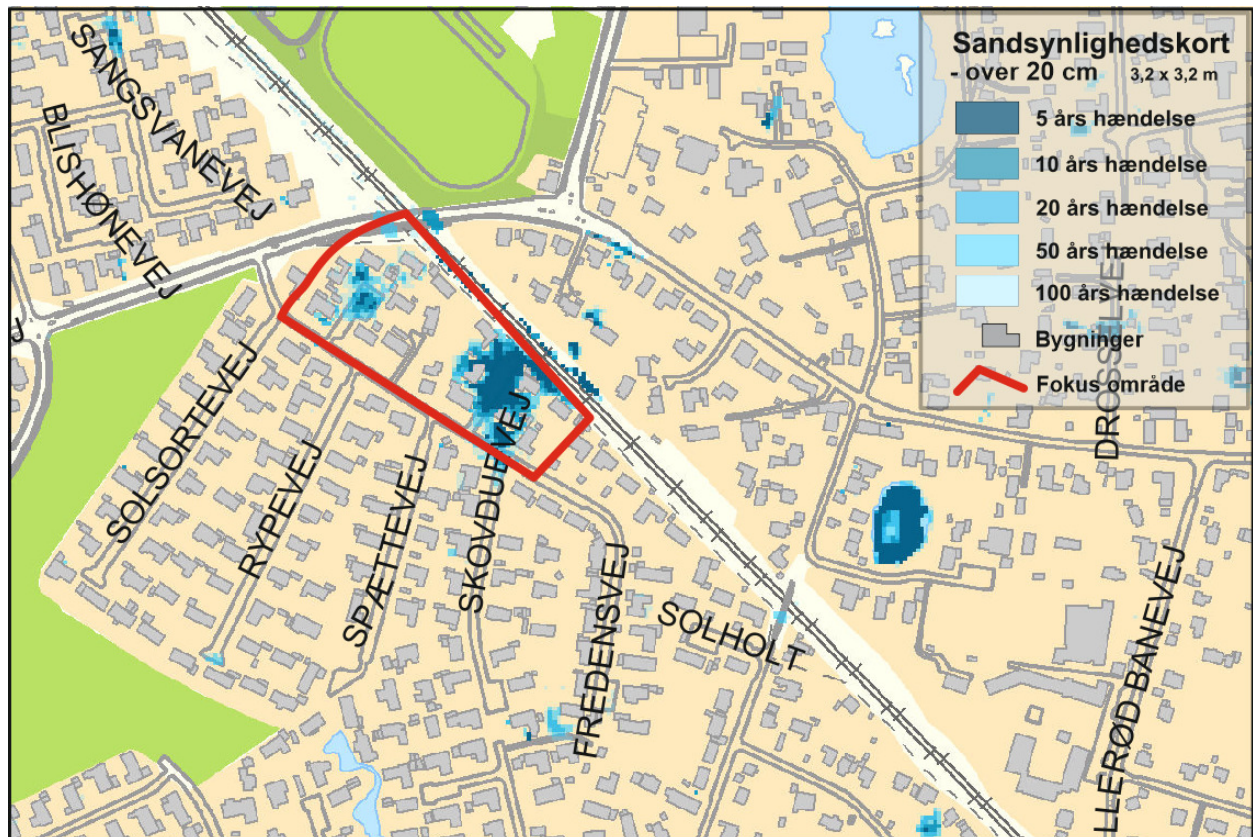 Sandsynlighedskort
- over 20 cm 3,2 x 3,2 m
5 års hændelse
10 års hændelse
20 års hændelse
50 års hændelse
100 års hændelse
Bygninger
Fokus område
SANGSVANEVEJ
BLISHØNEVEJ
J
SOLSORTEVEJ
RYPEVEJ
SPÆTTEVEJ
SKOVDUEVEJ
FREDENSVEJ
SOLHOLT
DROSSELVE
LLERØD BANEVEJ